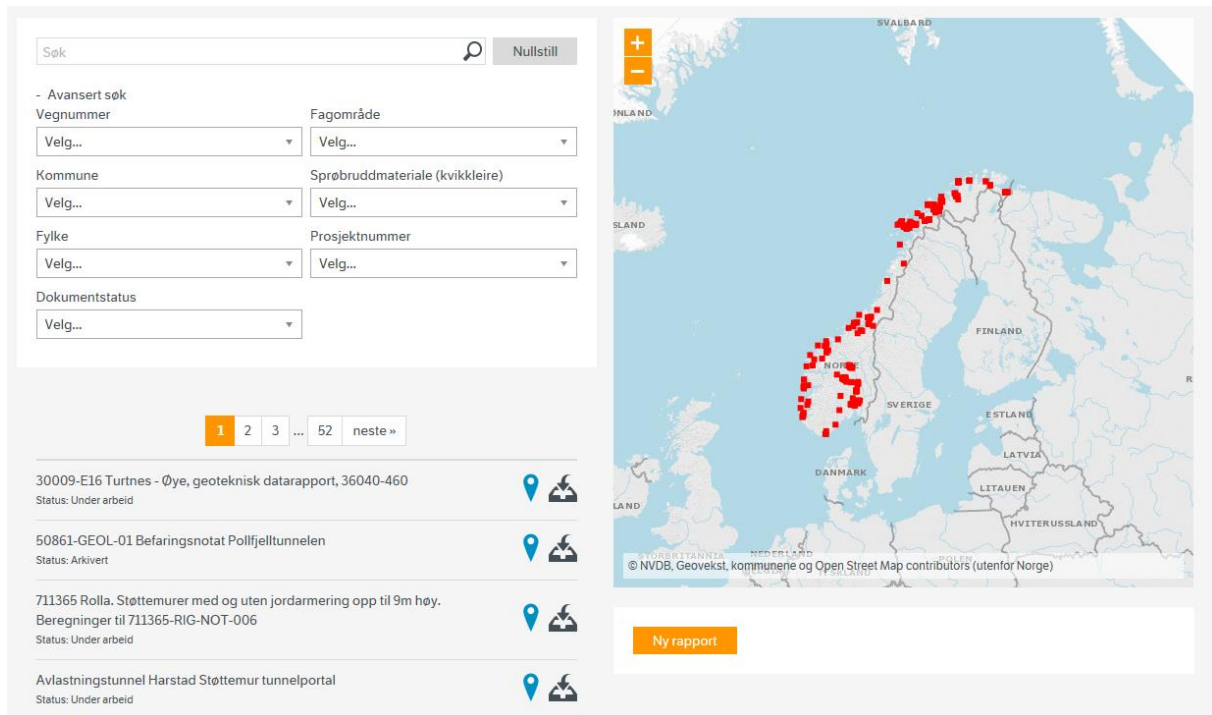 Søk
Nullstill
- Avansert søk
Vegnummer
Fagområde
Velg...
Velg...
Kommune
Sprøbruddmateriale (kvikkleire)
Velg...
Velg...
Fylke
Prosjektnummer
Velg...
Velg...
Dokumentstatus
Velg...
1 2 3 ... 52 neste »
30009-E16 Turtnes - Øye, geoteknisk datarapport, 36040-460
Status: Under arbeid
50861-GEOL-01 Befaringsnotat Pollfjelltunnelen
Status: Arkivert
711365 Rolla. Støttemurer med og uten jordarmering opp til 9m høy.
Beregninger til 711365-RIG-NOT-006
Status: Under arbeid
Avlastningstunnel Harstad Støttemur tunnelportal
Status: Under arbeid
+
−
SVALBARD
NLAND
SLAND
FINLAND
SVERIGE
ESTLAND
LATVIA
DANMARK
LITAUEN
LAND
HVITERUSSLAND
STORBRITANNIA
NEDERLAND
POLEN
© NVDB, Geovekst, kommunene og Open Street Map contributors (utenfor Norge)
TYSKLAND
Ny rapport